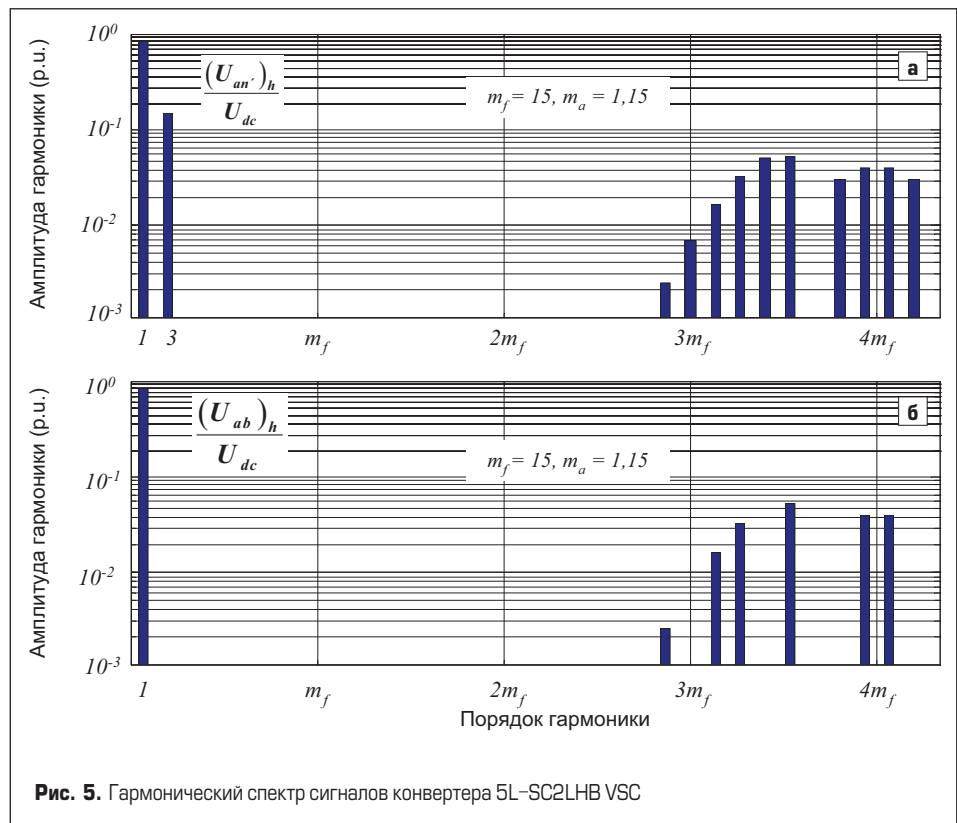 10^0
10^-1
10^-2
10^-3
Амплитуда гармоники (p.u.)
(U_an´)_h
U_dc
m_f = 15, m_a = 1,15
а
1 3 m_f 2m_f 3m_f 4m_f
10^0
10^-1
10^-2
10^-3
Амплитуда гармоники (p.u.)
(U_ab)_h
U_dc
m_f = 15, m_a = 1,15
б
1 m_f 2m_f 3m_f 4m_f
Порядок гармоники
Рис. 5. Гармонический спектр сигналов конвертера 5L–SC2LHB VSC